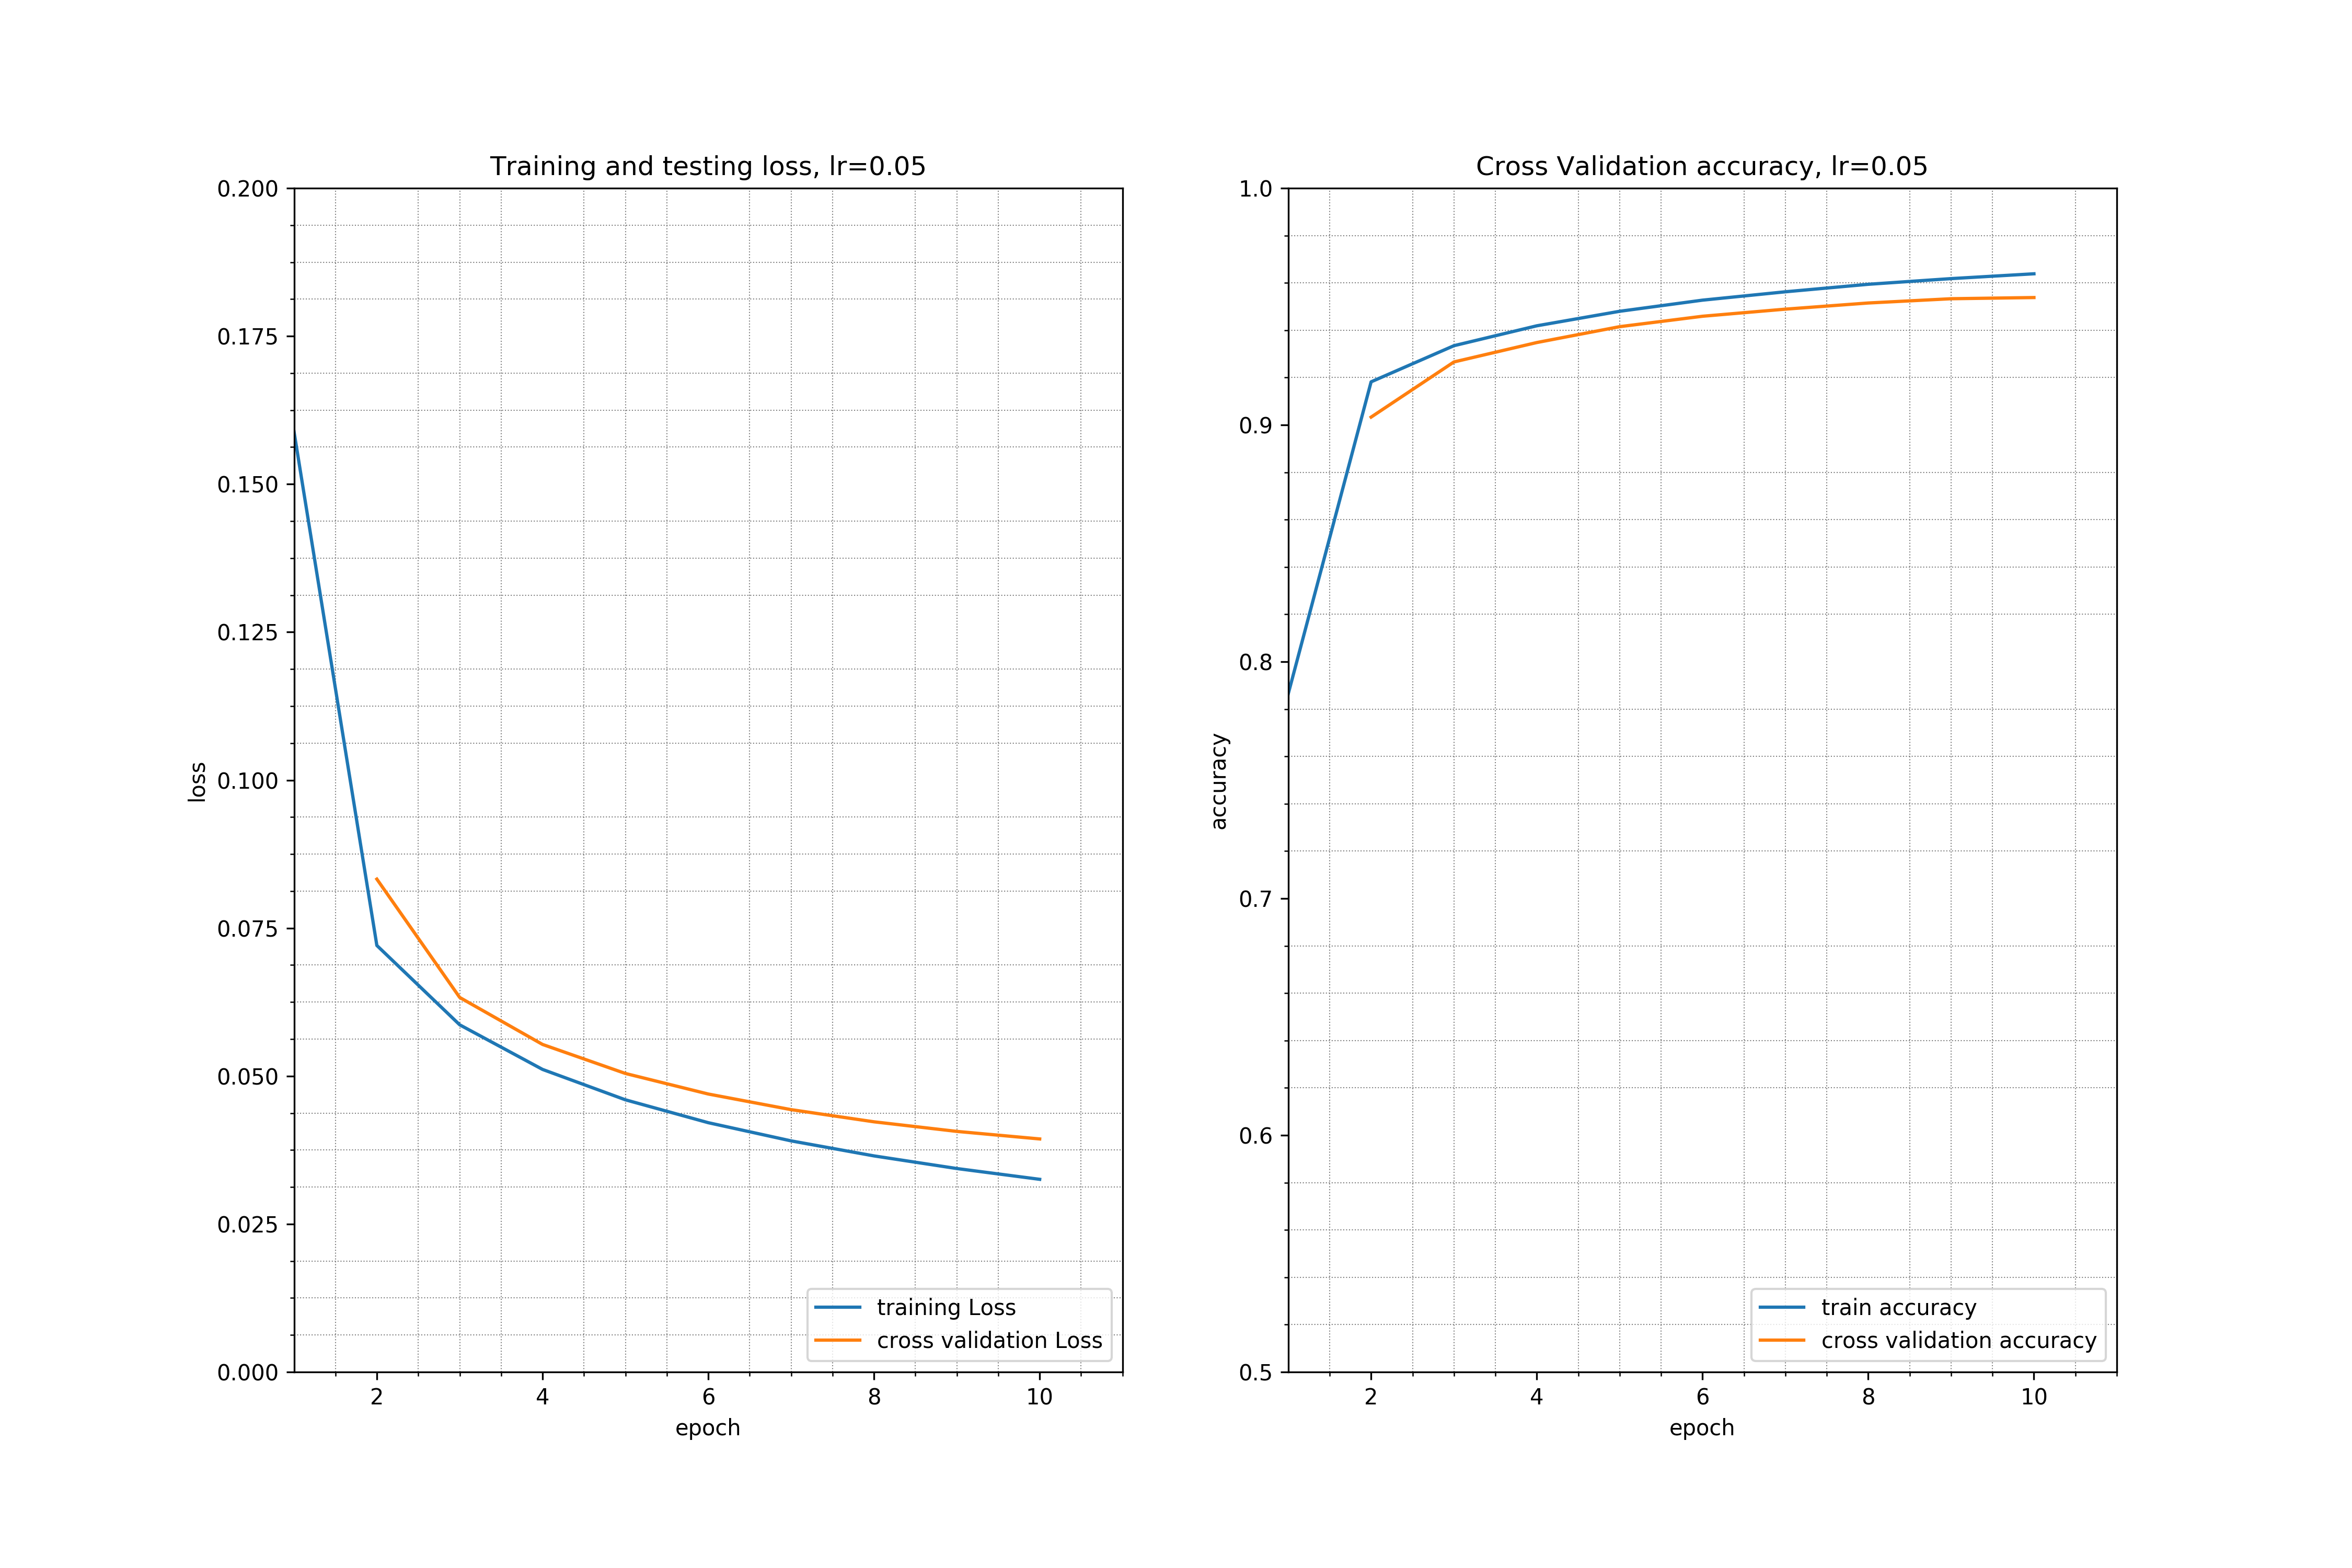 Training and testing loss, lr=0.05
0.200
0.175
0.150
0.125
0.100
0.075
0.050
0.025
0.000
loss
2 4 6 8 10
epoch
training Loss
cross validation Loss
Cross Validation accuracy, lr=0.05
1.0
0.9
0.8
0.7
0.6
0.5
accuracy
2 4 6 8 10
epoch
train accuracy
cross validation accuracy